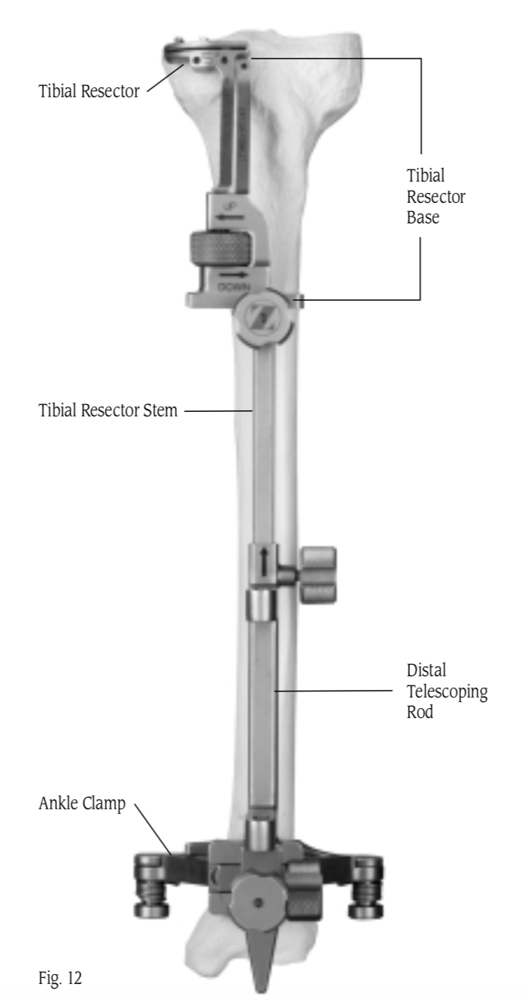 Tibial Resector
Tibial
Resector
Base
UP
DOWN
Z
Tibial Resector Stem
Distal
Telescoping
Rod
Ankle Clamp
Fig. 12